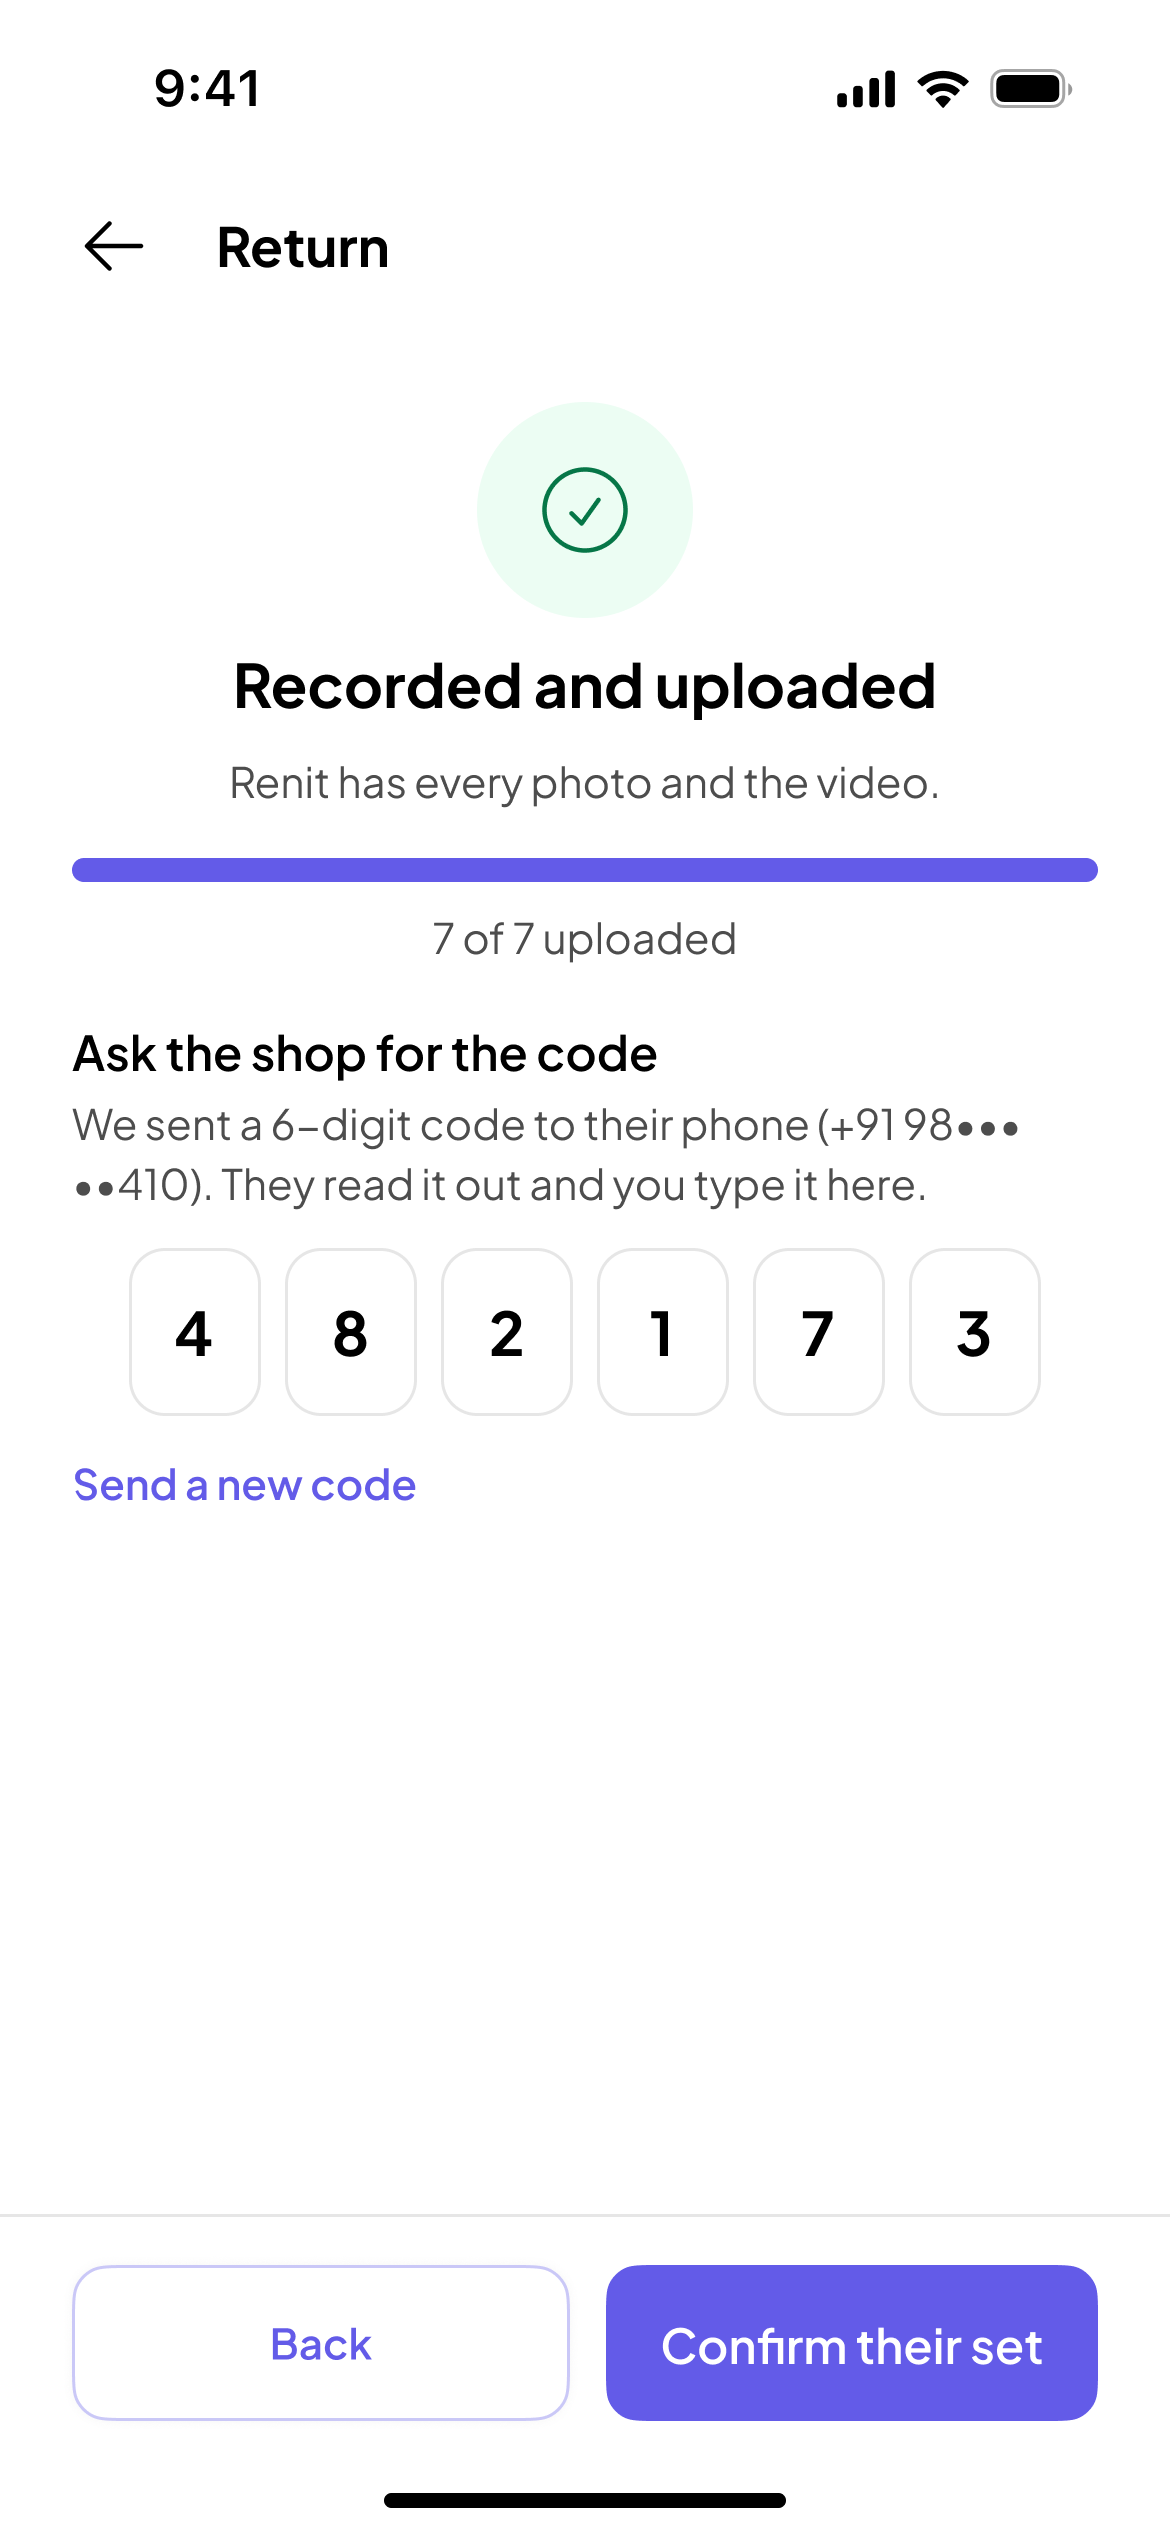 9:41
Return
Recorded and uploaded
Renit has every photo and the video.
7 of 7 uploaded
Ask the shop for the code
We sent a 6-digit code to their phone (+91 98•••
••410). They read it out and you type it here.
4 8 2 1 7 3
Send a new code
Back
Confirm their set